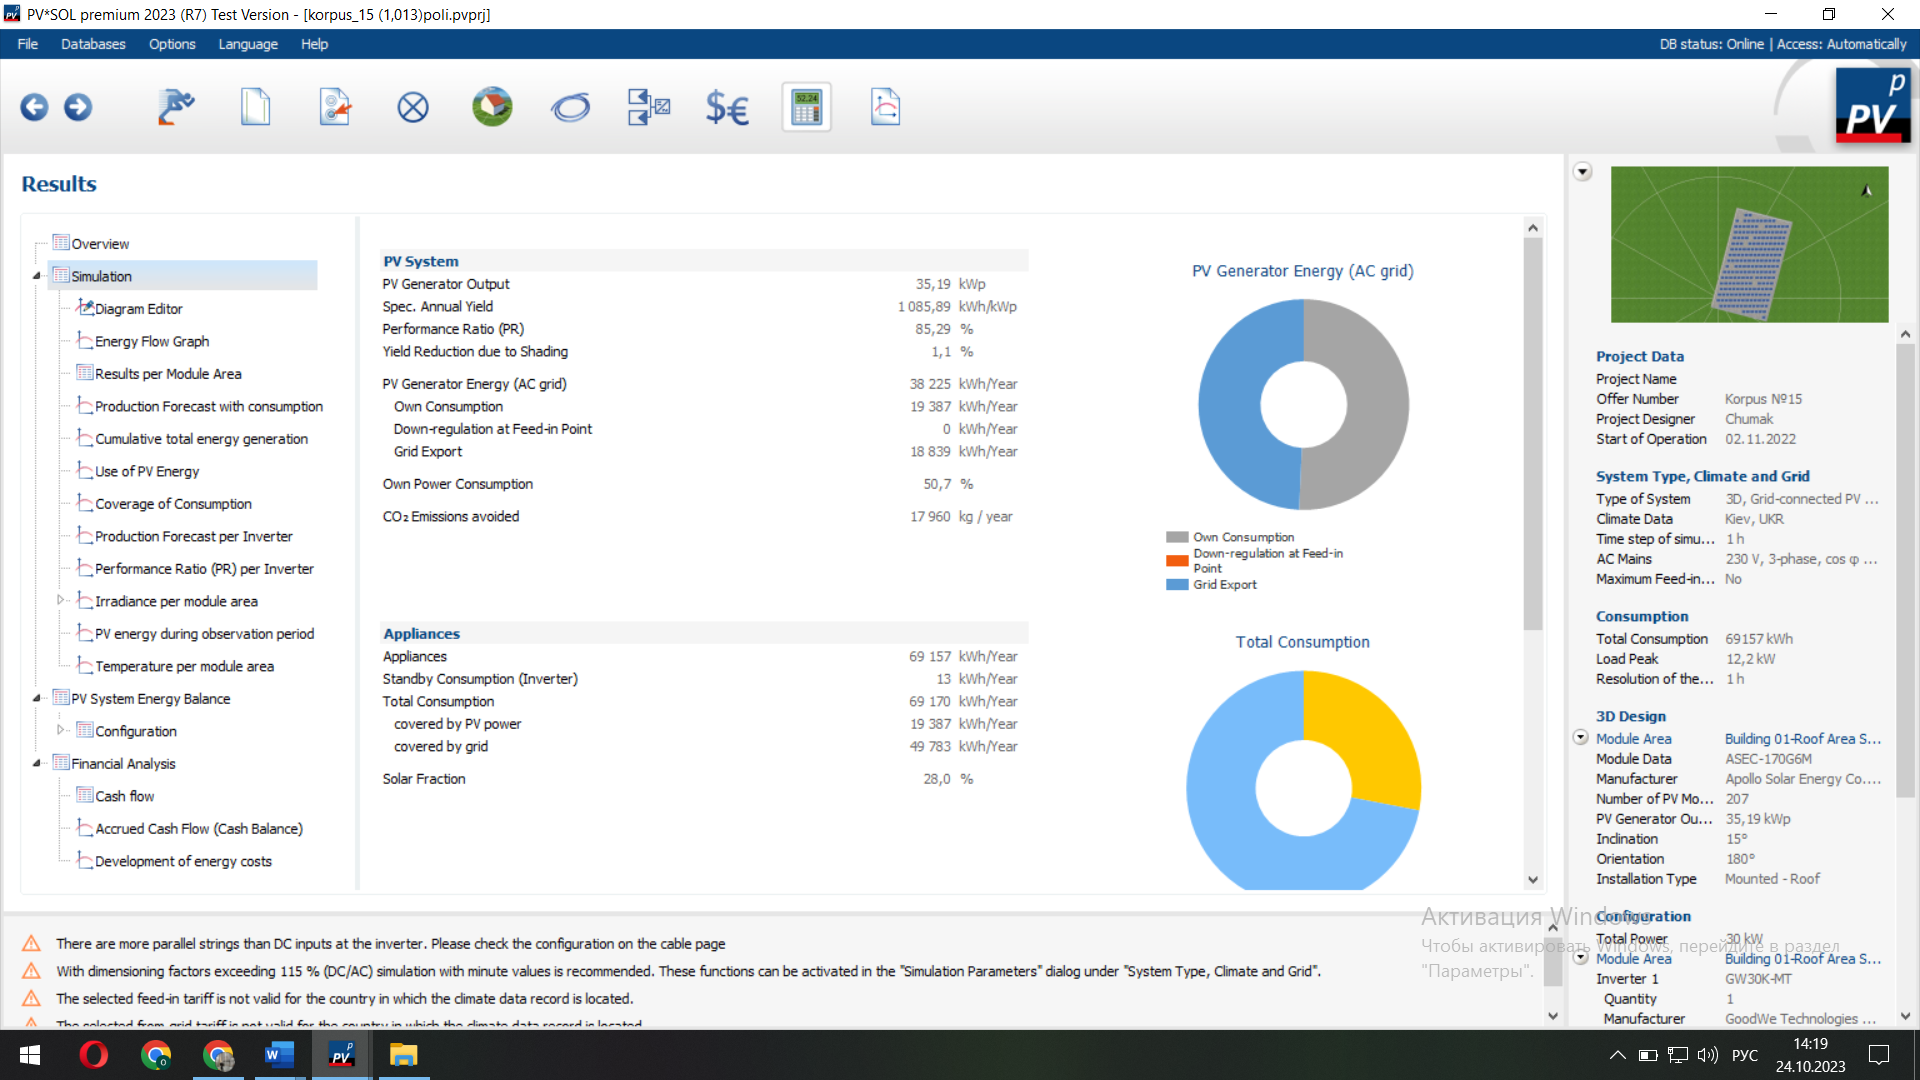 PV*SOL premium 2023 (R7) Test Version - [korpus_15 (1,013)poli.pvprj]
File Databases Options Language Help
DB status: Online | Access: Automatically
52.24
$€
p
PV
Results
Overview
Simulation
Diagram Editor
Energy Flow Graph
Results per Module Area
Production Forecast with consumption
Cumulative total energy generation
Use of PV Energy
Coverage of Consumption
Production Forecast per Inverter
Performance Ratio (PR) per Inverter
Irradiance per module area
PV energy during observation period
Temperature per module area
PV System Energy Balance
Configuration
Financial Analysis
Cash flow
Accrued Cash Flow (Cash Balance)
Development of energy costs
PV System
PV Generator Output 35,19 kWp
Spec. Annual Yield 1 085,89 kWh/kWp
Performance Ratio (PR) 85,29 %
Yield Reduction due to Shading 1,1 %
PV Generator Energy (AC grid) 38 225 kWh/Year
Own Consumption 19 387 kWh/Year
Down-regulation at Feed-in Point 0 kWh/Year
Grid Export 18 839 kWh/Year
Own Power Consumption 50,7 %
CO₂ Emissions avoided 17 960 kg / year
Appliances
Appliances 69 157 kWh/Year
Standby Consumption (Inverter) 13 kWh/Year
Total Consumption 69 170 kWh/Year
covered by PV power 19 387 kWh/Year
covered by grid 49 783 kWh/Year
Solar Fraction 28,0 %
PV Generator Energy (AC grid)
Own Consumption
Down-regulation at Feed-in
Point
Grid Export
Total Consumption
Project Data
Project Name
Offer Number Korpus №15
Project Designer Chumak
Start of Operation 02.11.2022
System Type, Climate and Grid
Type of System 3D, Grid-connected PV ...
Climate Data Kiev, UKR
Time step of simu... 1 h
AC Mains 230 V, 3-phase, cos φ ...
Maximum Feed-in... No
Consumption
Total Consumption 69157 kWh
Load Peak 12,2 kW
Resolution of the... 1 h
3D Design
Module Area Building 01-Roof Area S...
Module Data ASEC-170G6M
Manufacturer Apollo Solar Energy Co....
Number of PV Mo... 207
PV Generator Ou... 35,19 kWp
Inclination 15°
Orientation 180°
Installation Type Mounted - Roof
Configuration
Total Power 30 kW
Module Area Building 01-Roof Area S...
Inverter 1 GW30K-MT
Quantity 1
Manufacturer GoodWe Technologies ...
There are more parallel strings than DC inputs at the inverter. Please check the configuration on the cable page
With dimensioning factors exceeding 115 % (DC/AC) simulation with minute values is recommended. These functions can be activated in the "Simulation Parameters" dialog under "System Type, Climate and Grid".
The selected feed-in tariff is not valid for the country in which the climate data record is located.
The selected from-grid tariff is not valid for the country in which the climate data record is located.
Активация Windows
Чтобы активировать Windows, перейдите в раздел
"Параметры".
РУС
14:19
24.10.2023